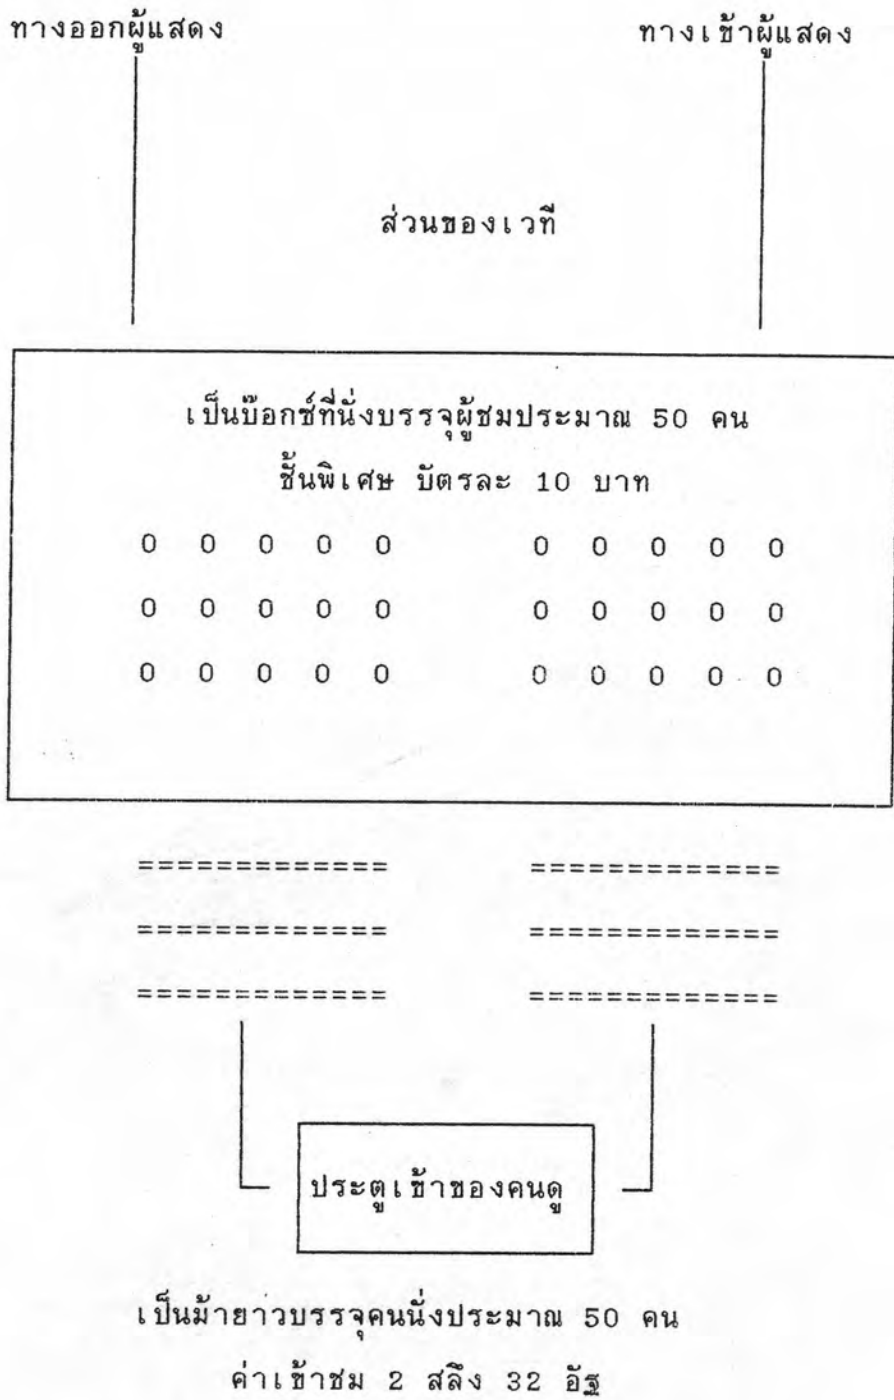 ทางออกผู้แสดง ทางเข้าผู้แสดง
ส่วนของเวที
เป็นบ๊อกซ์ที่นั่งบรรจุผู้ชมประมาณ 50 คน
ชั้นพิเศษ บัตรละ 10 บาท
0 0 0 0 0 0 0 0 0 0
0 0 0 0 0 0 0 0 0 0
0 0 0 0 0 0 0 0 0 0
============= =============
============= =============
============= =============
ประตูเข้าของคนดู
เป็นม้ายาวบรรจุคนนั่งประมาณ 50 คน
ค่าเข้าชม 2 สลึง 32 อัฐ